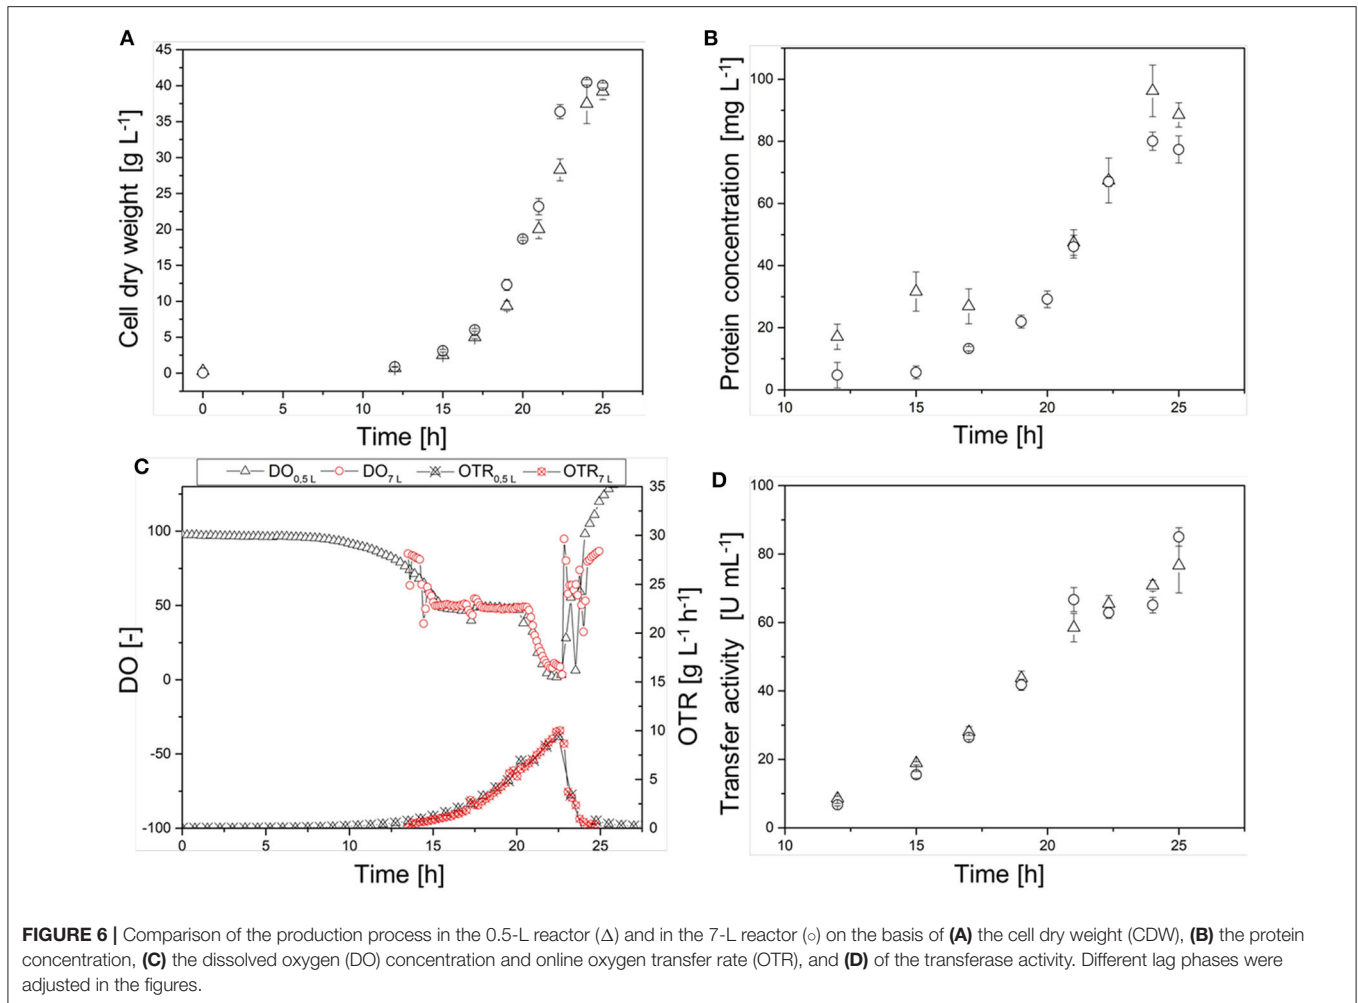 A
45
40
35
30
25
20
15
10
5
0
Cell dry weight [g L⁻¹]
0 5 10 15 20 25
Time [h]
B
100
80
60
40
20
0
Protein concentration [mg L⁻¹]
10 15 20 25
Time [h]
C
DO₀,₅ L DO₇ L OTR₀,₅ L OTR₇ L
100
50
0
-50
-100
DO [-]
35
30
25
20
15
10
5
0
OTR [g L⁻¹ h⁻¹]
0 5 10 15 20 25
Time [h]
D
100
80
60
40
20
0
Transfer activity [U mL⁻¹]
10 15 20 25
Time [h]
FIGURE 6 | Comparison of the production process in the 0.5-L reactor (Δ) and in the 7-L reactor (○) on the basis of (A) the cell dry weight (CDW), (B) the protein
concentration, (C) the dissolved oxygen (DO) concentration and online oxygen transfer rate (OTR), and (D) of the transferase activity. Different lag phases were
adjusted in the figures.